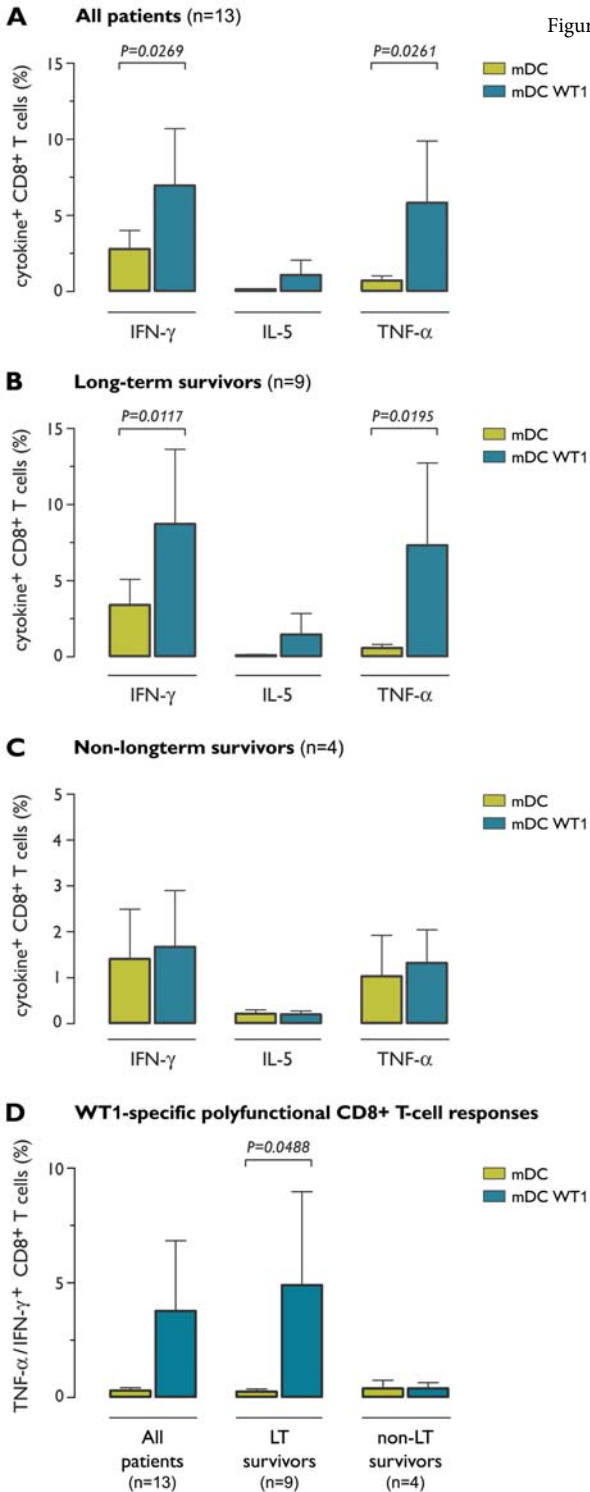 Figur
A All patients (n=13)
P=0.0269
P=0.0261
mDC
mDC WT1
cytokine⁺ CD8⁺ T cells (%)
15
10
5
0
IFN-γ
IL-5
TNF-α
B Long-term survivors (n=9)
P=0.0117
P=0.0195
mDC
mDC WT1
cytokine⁺ CD8⁺ T cells (%)
15
10
5
0
IFN-γ
IL-5
TNF-α
C Non-longterm survivors (n=4)
mDC
mDC WT1
cytokine⁺ CD8⁺ T cells (%)
5
4
3
2
1
0
IFN-γ
IL-5
TNF-α
D WT1-specific polyfunctional CD8+ T-cell responses
P=0.0488
mDC
mDC WT1
TNF-α/IFN-γ⁺ CD8⁺ T cells (%)
10
5
0
All
patients
(n=13)
LT
survivors
(n=9)
non-LT
survivors
(n=4)